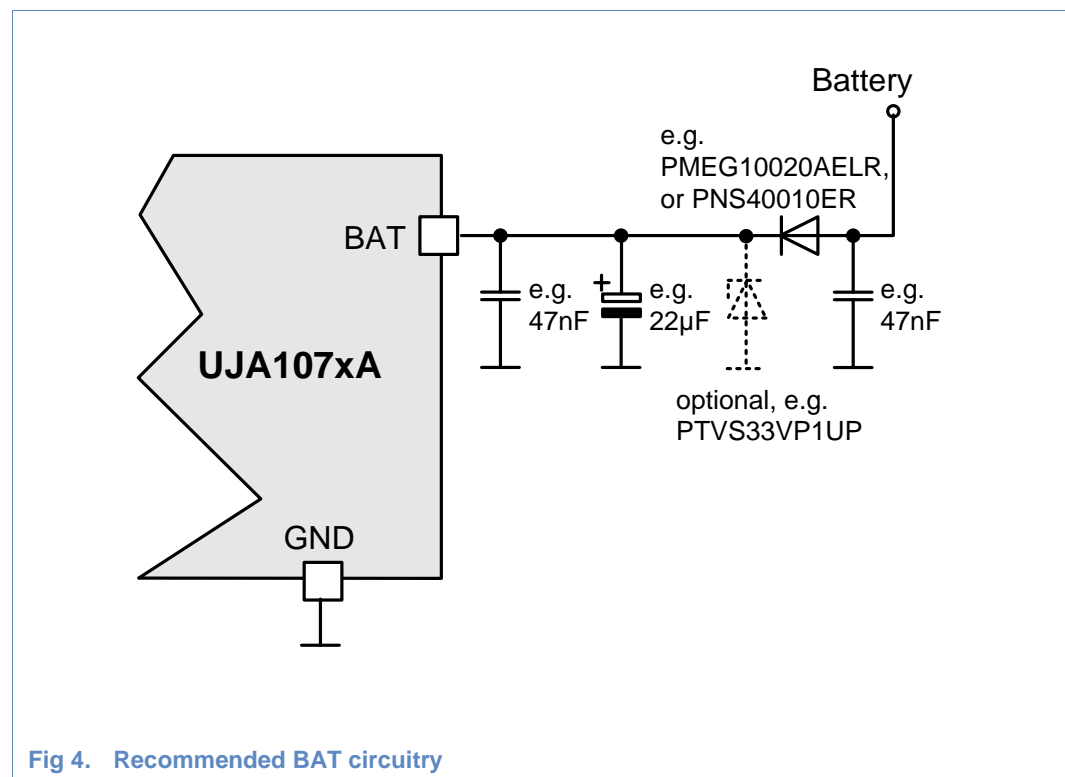 Battery
e.g.
PMEG10020AELR,
or PNS40010ER
BAT
+
e.g.
47nF
e.g.
22µF
e.g.
47nF
UJA107xA
optional, e.g.
PTVS33VP1UP
GND
Fig 4. Recommended BAT circuitry